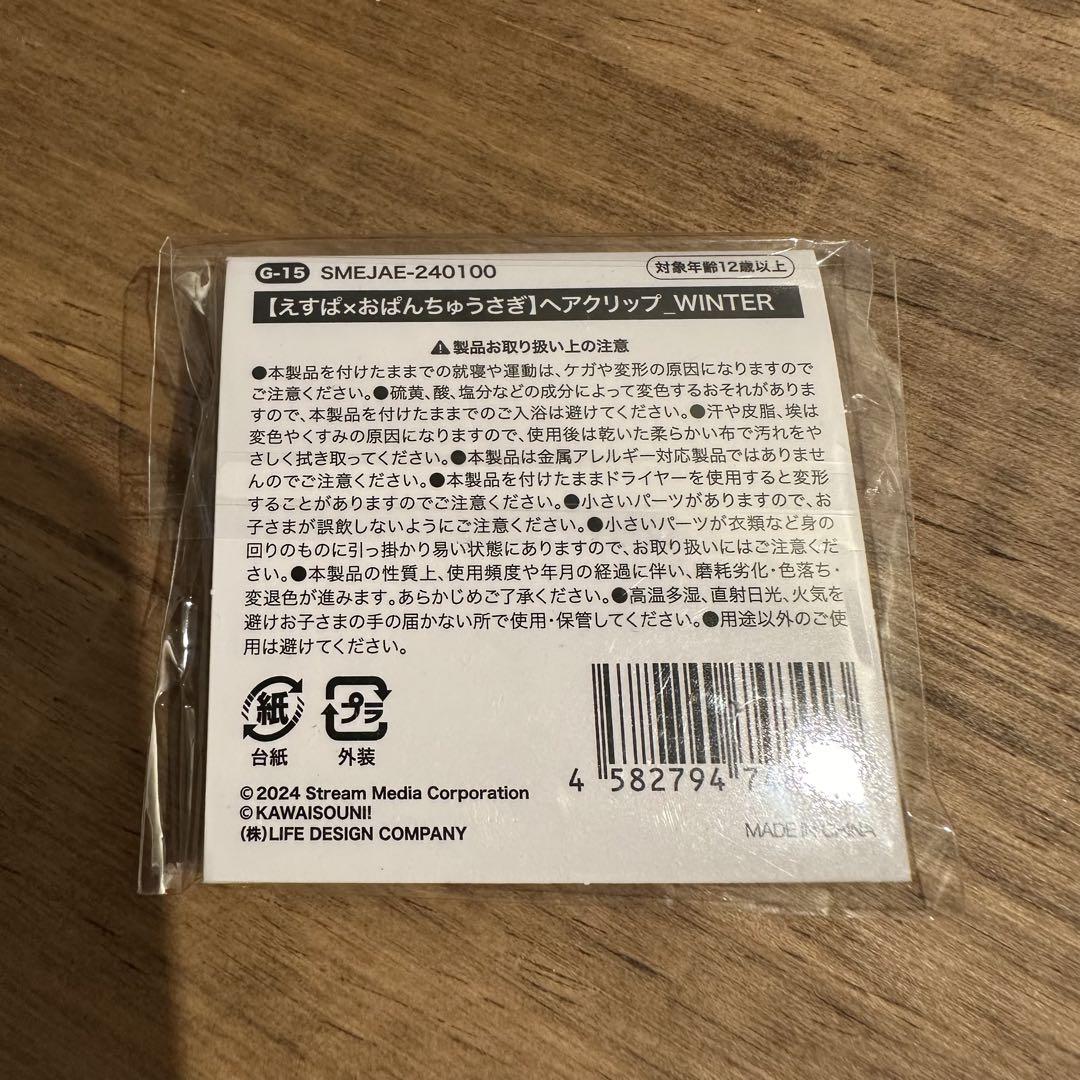 G-15 SMEJAE-240100 対象年齢12歳以上
【えすぱ×おぱんちゅうさぎ】ヘアクリップ_WINTER
製品お取り扱い上の注意
●本製品を付けたままでの就寝や運動は、ケガや変形の原因になりますので
ご注意ください。●硫黄、酸、塩分などの成分によって変色するおそれがありま
すので、本製品を付けたままでのご入浴は避けてください。●汗や皮脂、埃は
変色やくすみの原因になりますので、使用後は乾いた柔らかい布で汚れをや
さしく拭き取ってください。●本製品は金属アレルギー対応製品ではありませ
んのでご注意ください。●本製品を付けたままドライヤーを使用すると変形
することがありますのでご注意ください。●小さいパーツがありますので、お
子さまが誤飲しないようにご注意ください。●小さいパーツが衣類など身の
回りのものに引っ掛かり易い状態にありますので、お取り扱いにはご注意くだ
さい。●本製品の性質上、使用頻度や年月の経過に伴い、磨耗劣化・色落ち・
変退色が進みます。あらかじめご了承ください。●高温多湿、直射日光、火気を
避けお子さまの手の届かない所で使用・保管してください。●用途以外のご使
用は避けてください。
紙 プラ
台紙 外装
4 582794
© 2024 Stream Media Corporation
© KAWAISOUNI!
(株)LIFE DESIGN COMPANY
MADE IN CHINA